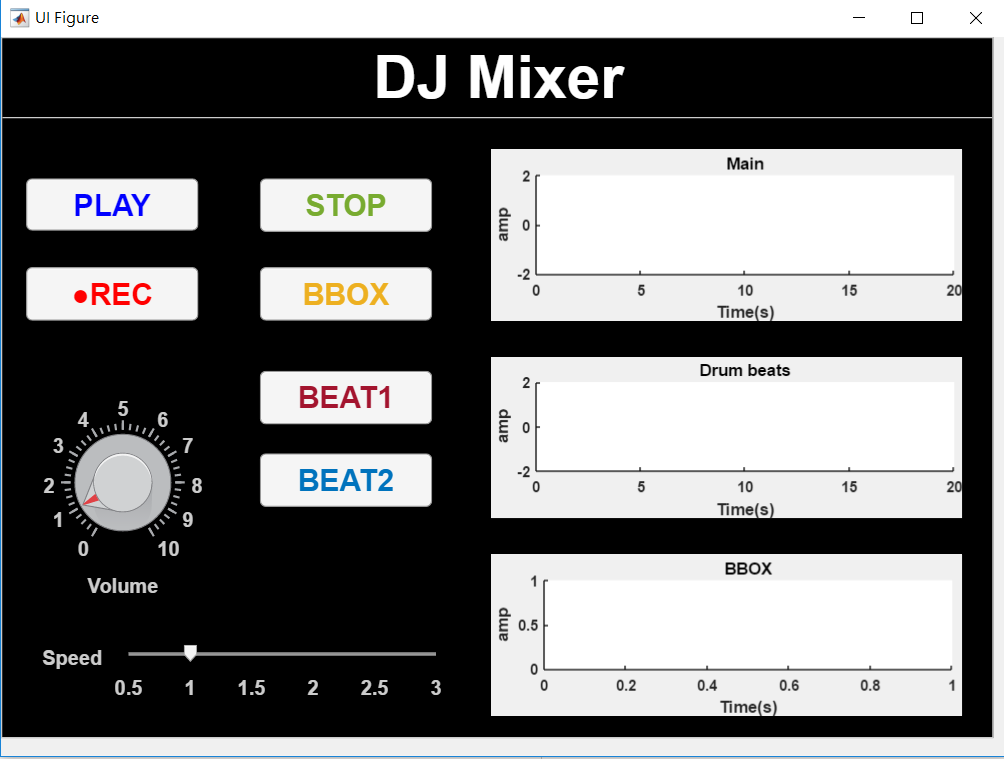 UI Figure
DJ Mixer
PLAY
STOP
●REC
BBOX
BEAT1
BEAT2
0
1
2
3
4
5
6
7
8
9
10
Volume
Speed
0.5 1 1.5 2 2.5 3
Main
amp
2
0
-2
0 5 10 15 20
Time(s)
Drum beats
amp
2
0
-2
0 5 10 15 20
Time(s)
BBOX
amp
1
0.5
0
0 0.2 0.4 0.6 0.8 1
Time(s)